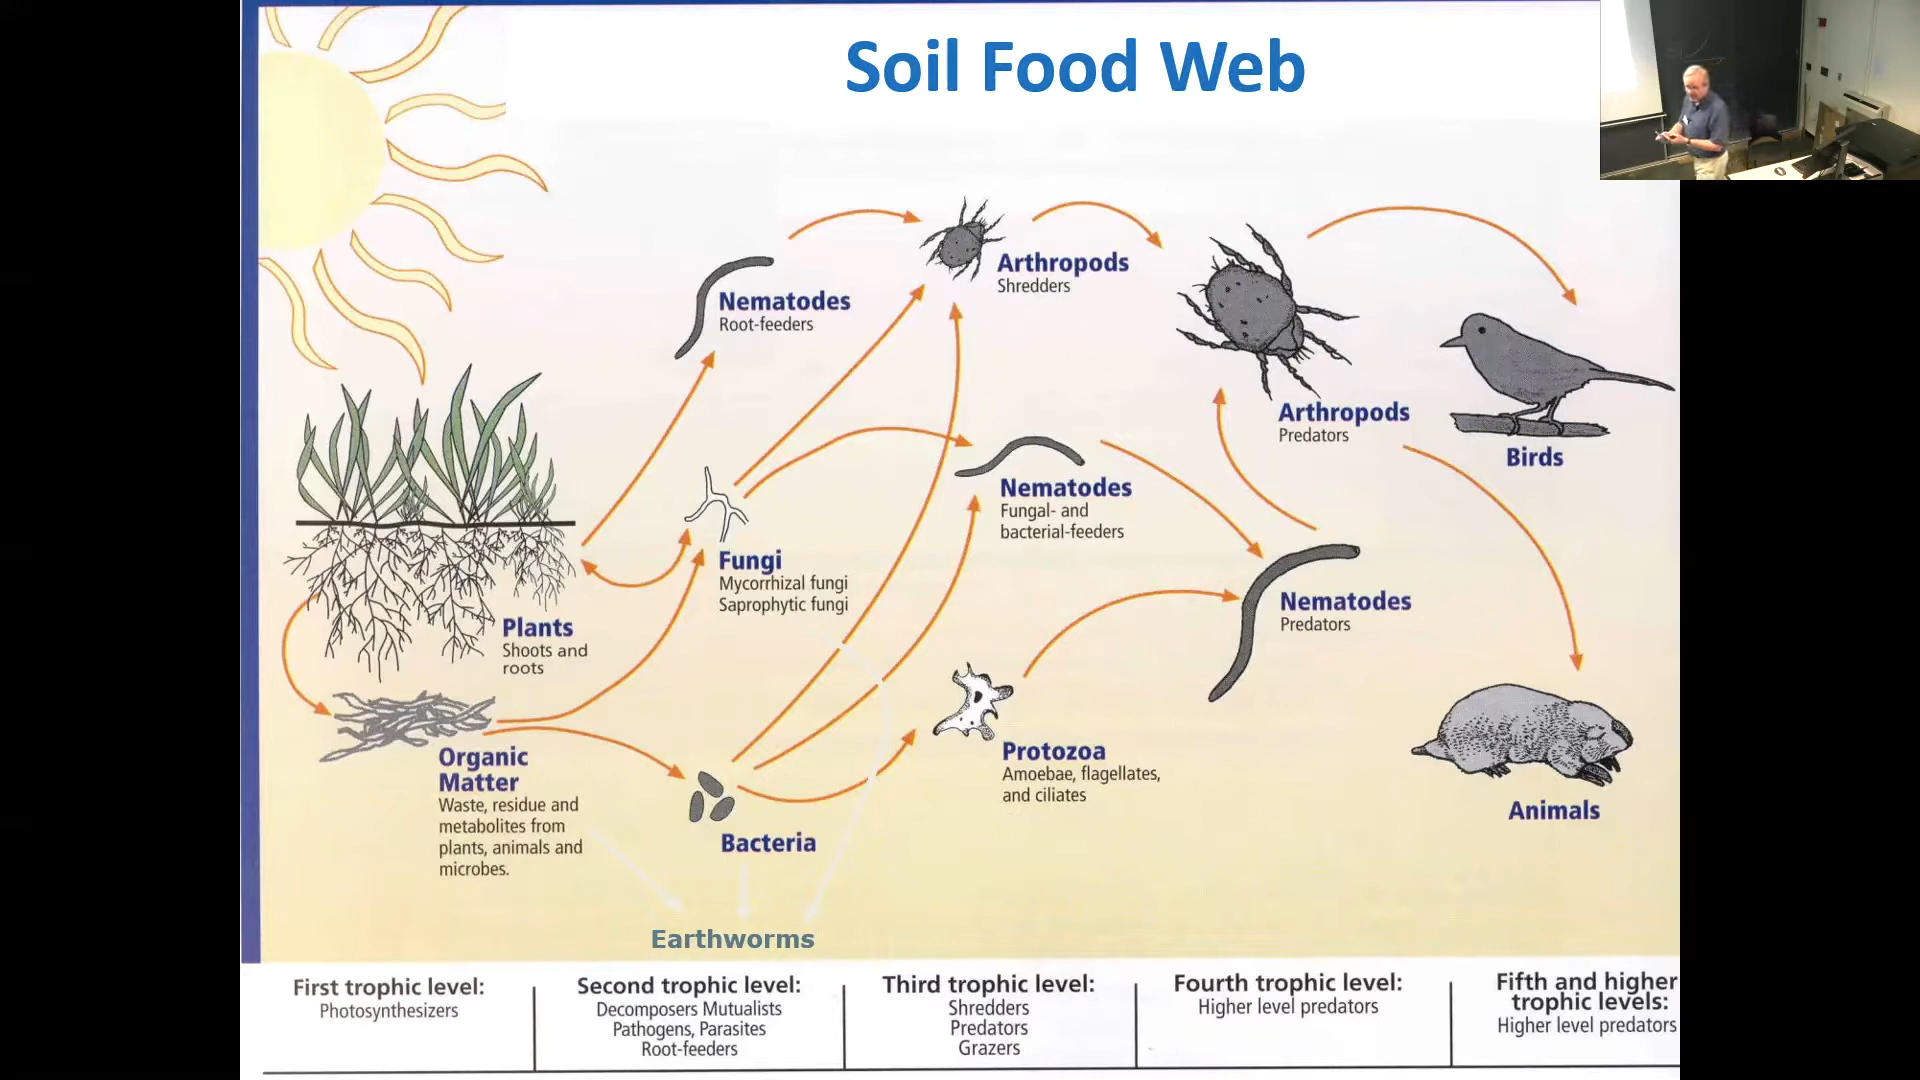 Soil Food Web
Nematodes
Root-feeders
Arthropods
Shredders
Arthropods
Predators
Birds
Nematodes
Fungal- and
bacterial-feeders
Fungi
Mycorrhizal fungi
Saprophytic fungi
Nematodes
Predators
Plants
Shoots and
roots
Organic
Matter
Waste, residue and
metabolites from
plants, animals and
microbes.
Protozoa
Amoebae, flagellates,
and ciliates
Animals
Bacteria
Earthworms
First trophic level:
Photosynthesizers
Second trophic level:
Decomposers Mutualists
Pathogens, Parasites
Root-feeders
Third trophic level:
Shredders
Predators
Grazers
Fourth trophic level:
Higher level predators
Fifth and higher
trophic levels:
Higher level predators